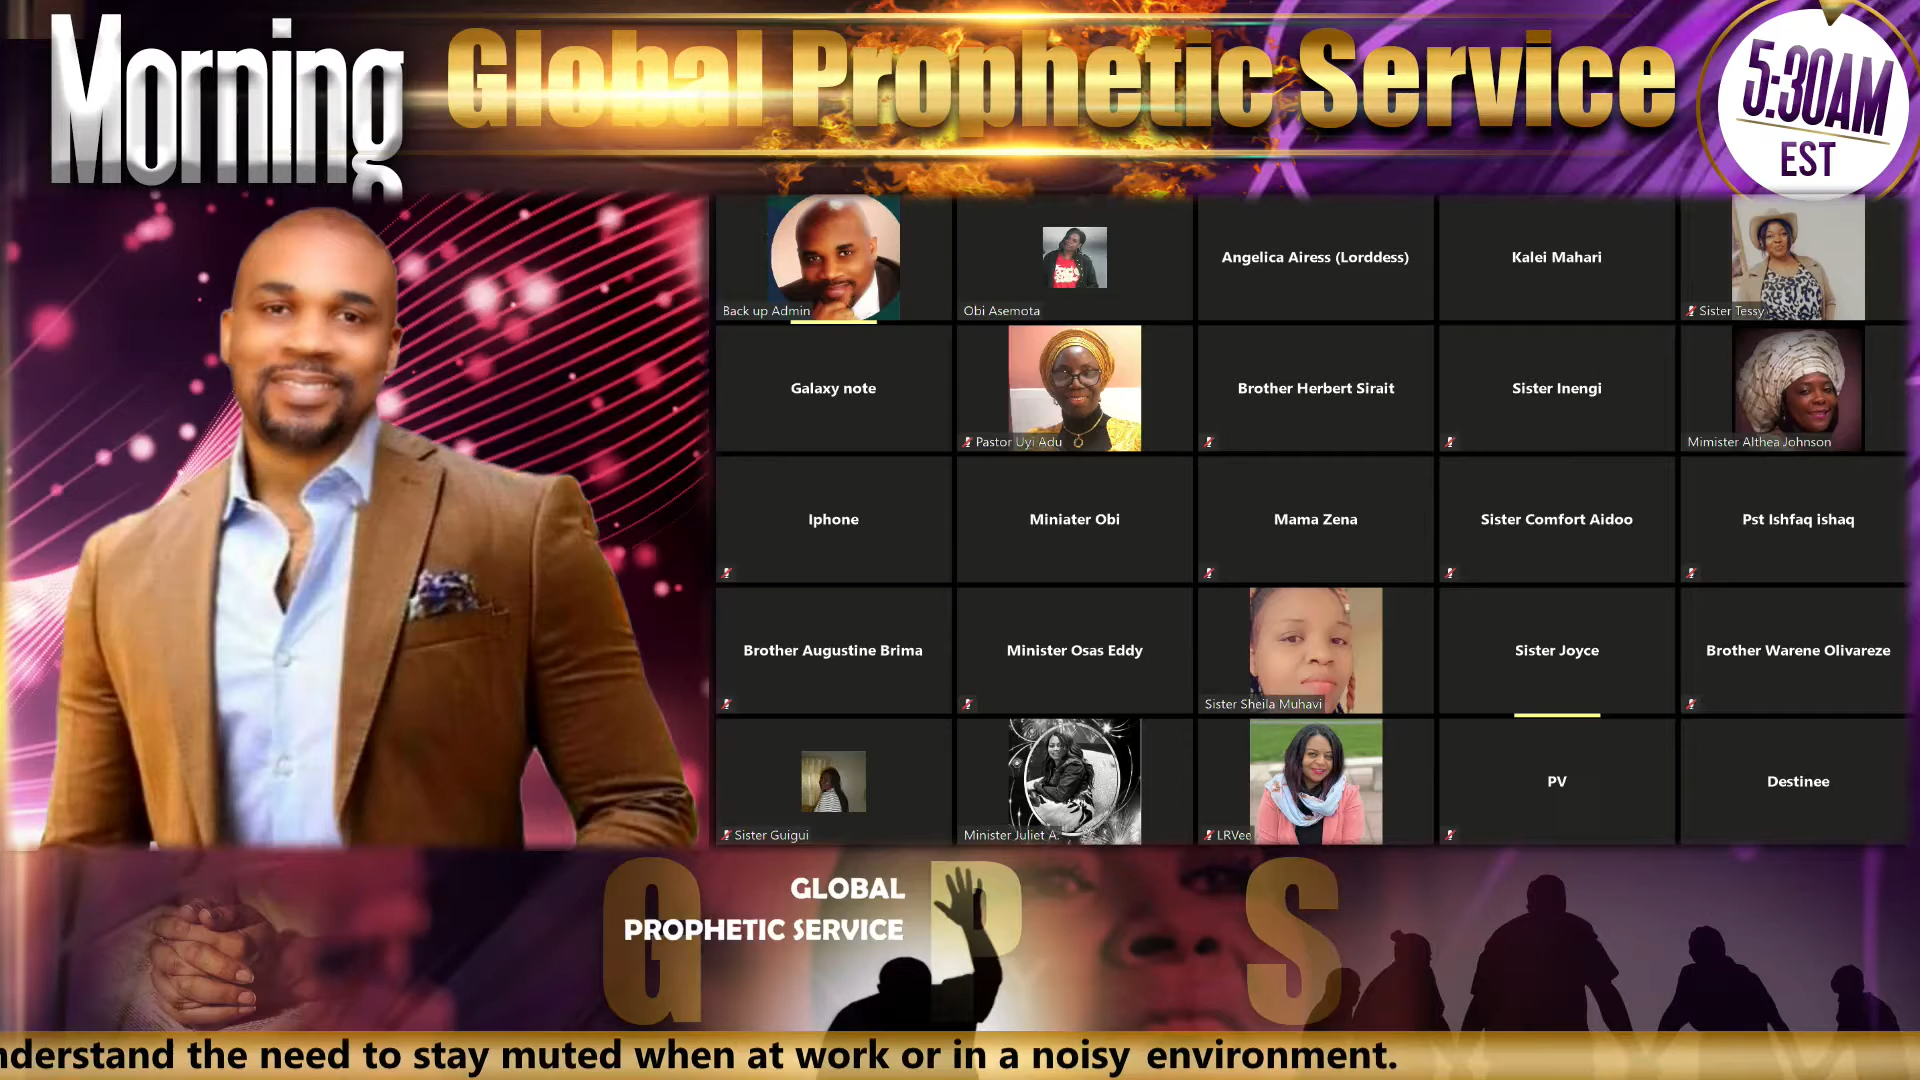 Morning
Global Prophetic Service
5:30AM
EST
Back up Admin
Obi Asemota
Angelica Airess (Lorddess)
Kalei Mahari
Sister Tessy
Galaxy note
Pastor Uyi Adu
Brother Herbert Sirait
Sister Inengi
Mimister Althea Johnson
Iphone
Miniater Obi
Mama Zena
Sister Comfort Aidoo
Pst Ishfaq ishaq
Brother Augustine Brima
Minister Osas Eddy
Sister Sheila Muhavi
Sister Joyce
Brother Warene Olivareze
Sister Guigui
Minister Juliet A.
LRVee
PV
Destinee
G P S
GLOBAL
PROPHETIC SERVICE
nderstand the need to stay muted when at work or in a noisy environment.